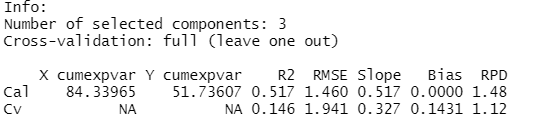 Info:
Number of selected components: 3
Cross-validation: full (leave one out)
X cumexpvar Y cumexpvar R2 RMSE Slope Bias RPD
Cal 84.33965 51.73607 0.517 1.460 0.517 0.0000 1.48
Cv NA NA 0.146 1.941 0.327 0.1431 1.12